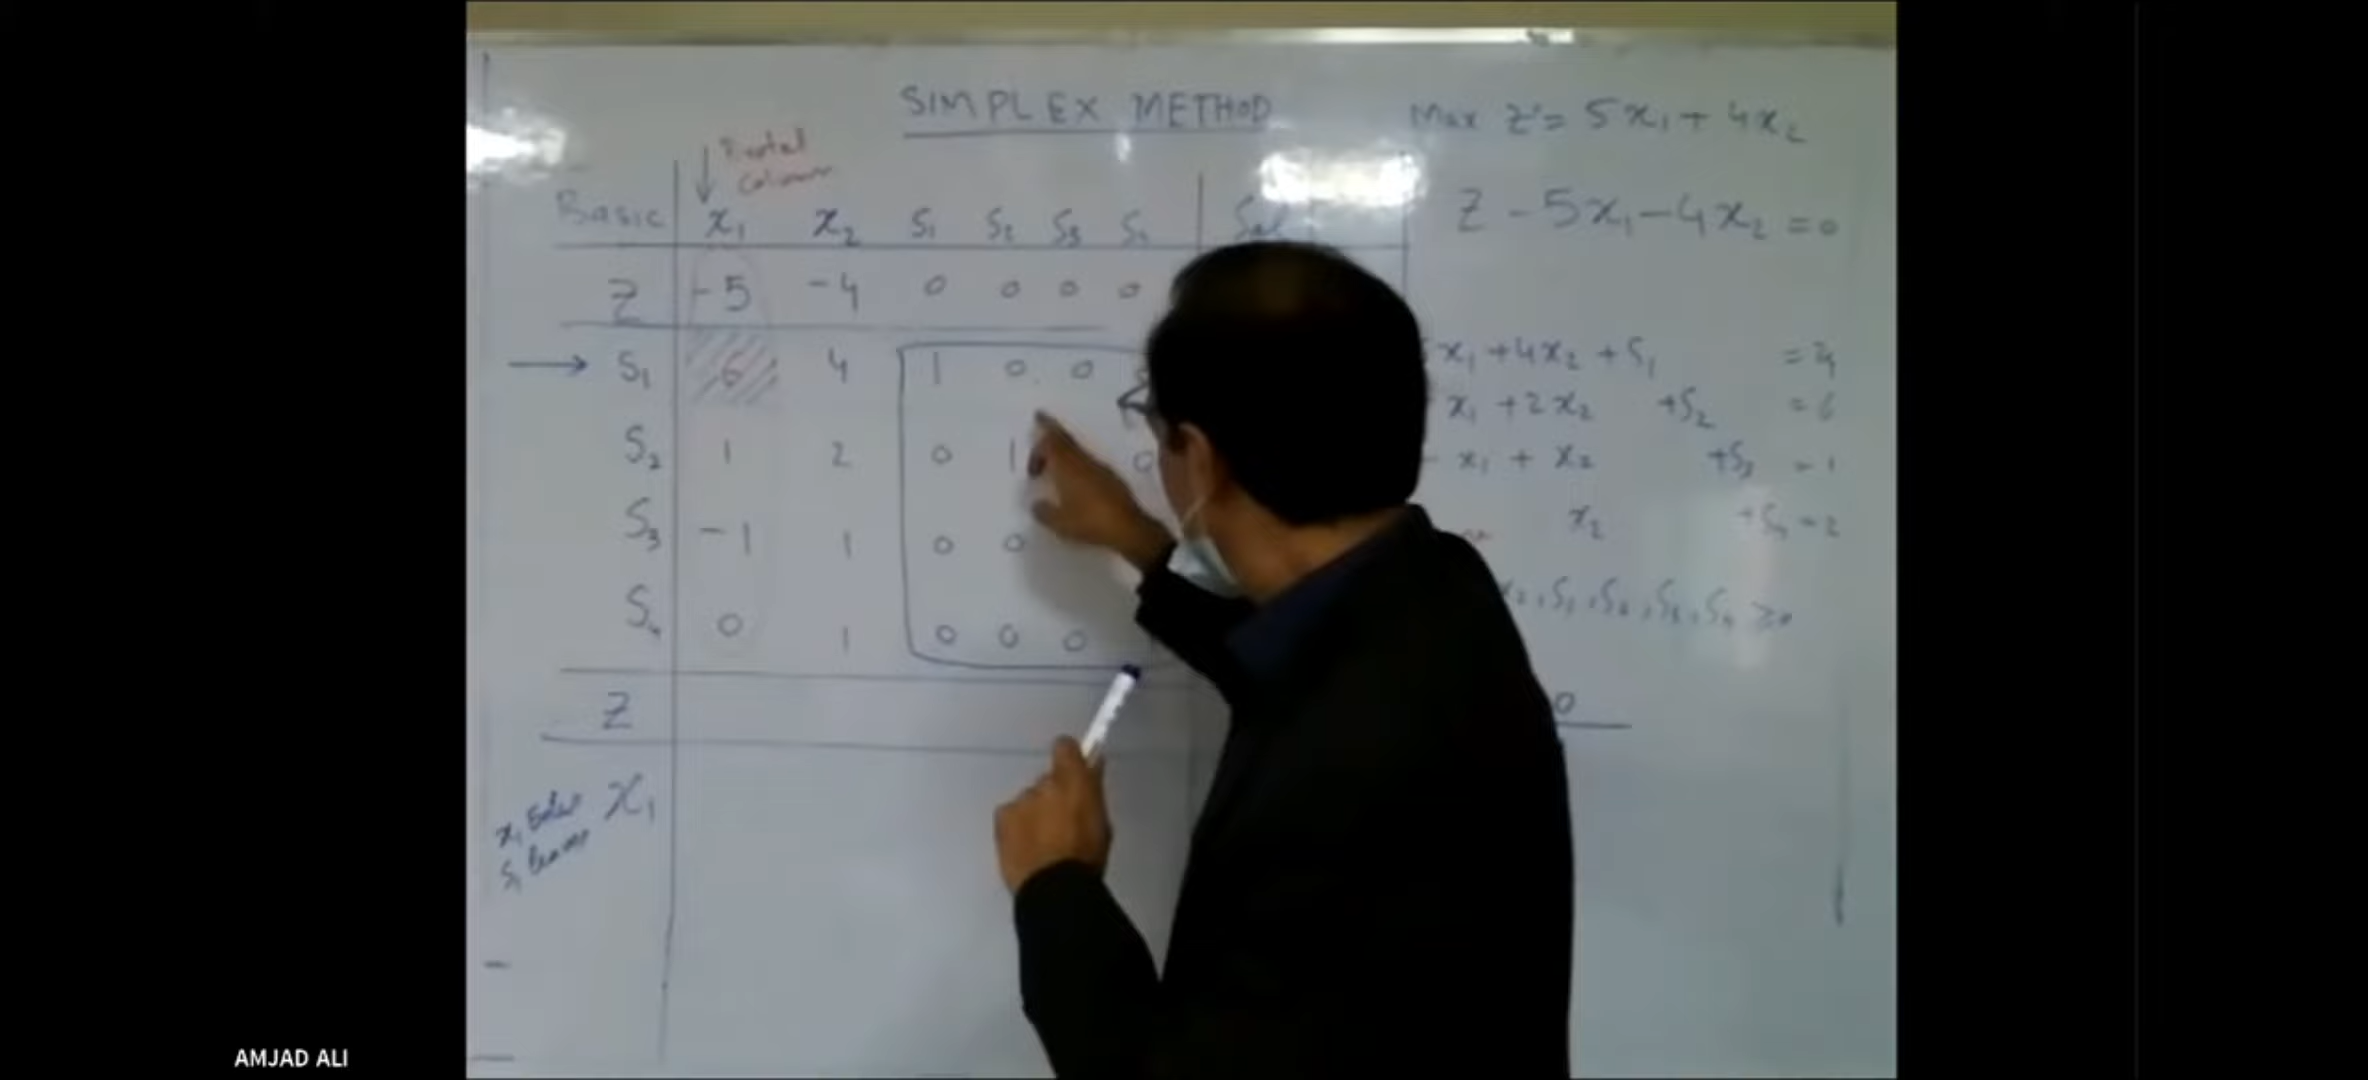 SIMPLEX METHOD
Max Z = 5x₁ + 4x₂
Pivotal
Column
Z - 5x₁ - 4x₂ = 0
Basic x₁ x₂ S₁ S₂ S₃ S₄ Sol
Z -5 -4 0 0 0 0
→ S₁ 6 4 1 0 0
x₁ + 4x₂ + S₁ = 24
S₂ 1 2 0 1 0
x₁ + 2x₂ + S₂ = 6
- x₁ + x₂ + S₃ = 1
S₃ -1 1 0 0
x₂ + S₄ = 2
S₄ 0 1 0 0 0
x₂, S₁, S₂, S₃, S₄ ≥ 0
Z
0
x₁
x₁ Enter
S₁ leaves
AMJAD ALI